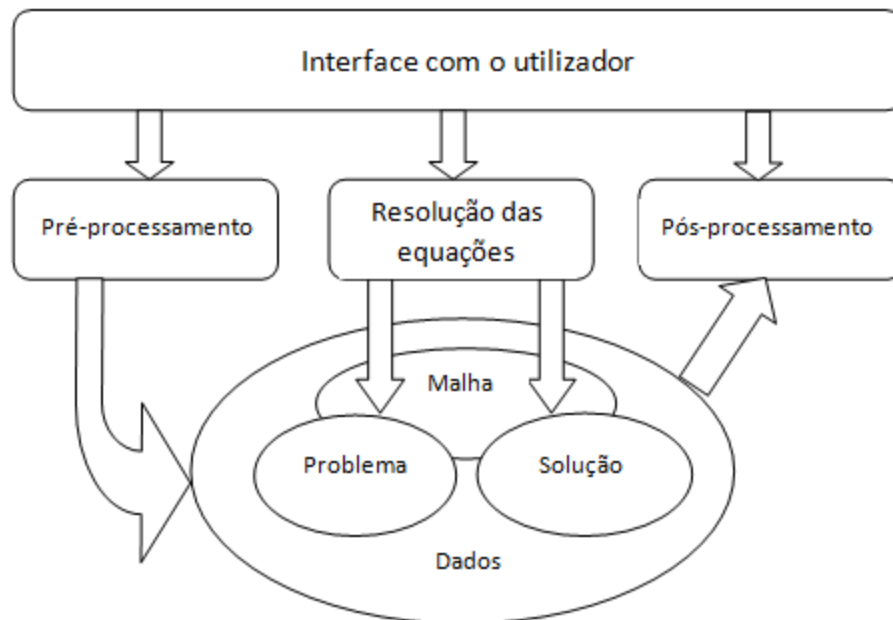 Interface com o utilizador
Pré-processamento
Resolução das
equações
Pós-processamento
Malha
Problema
Solução
Dados